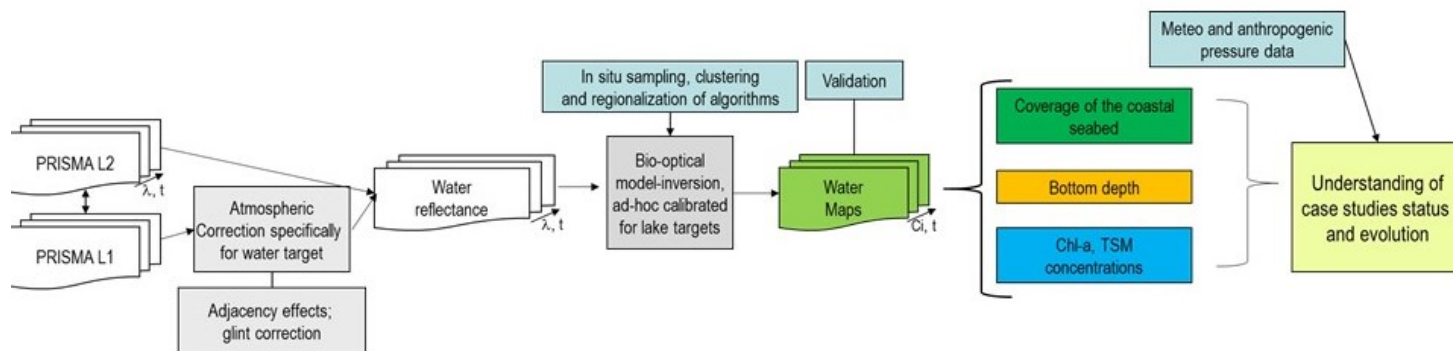 PRISMA L2
λ, t
PRISMA L1
Atmospheric
Correction specifically
for water target
Adjacency effects;
glint correction
Water
reflectance
λ, t
In situ sampling, clustering
and regionalization of algorithms
Bio-optical
model-inversion,
ad-hoc calibrated
for lake targets
Validation
Water
Maps
Ci, t
Coverage of the coastal
seabed
Bottom depth
Chl-a, TSM
concentrations
Meteo and anthropogenic
pressure data
Understanding of
case studies status
and evolution